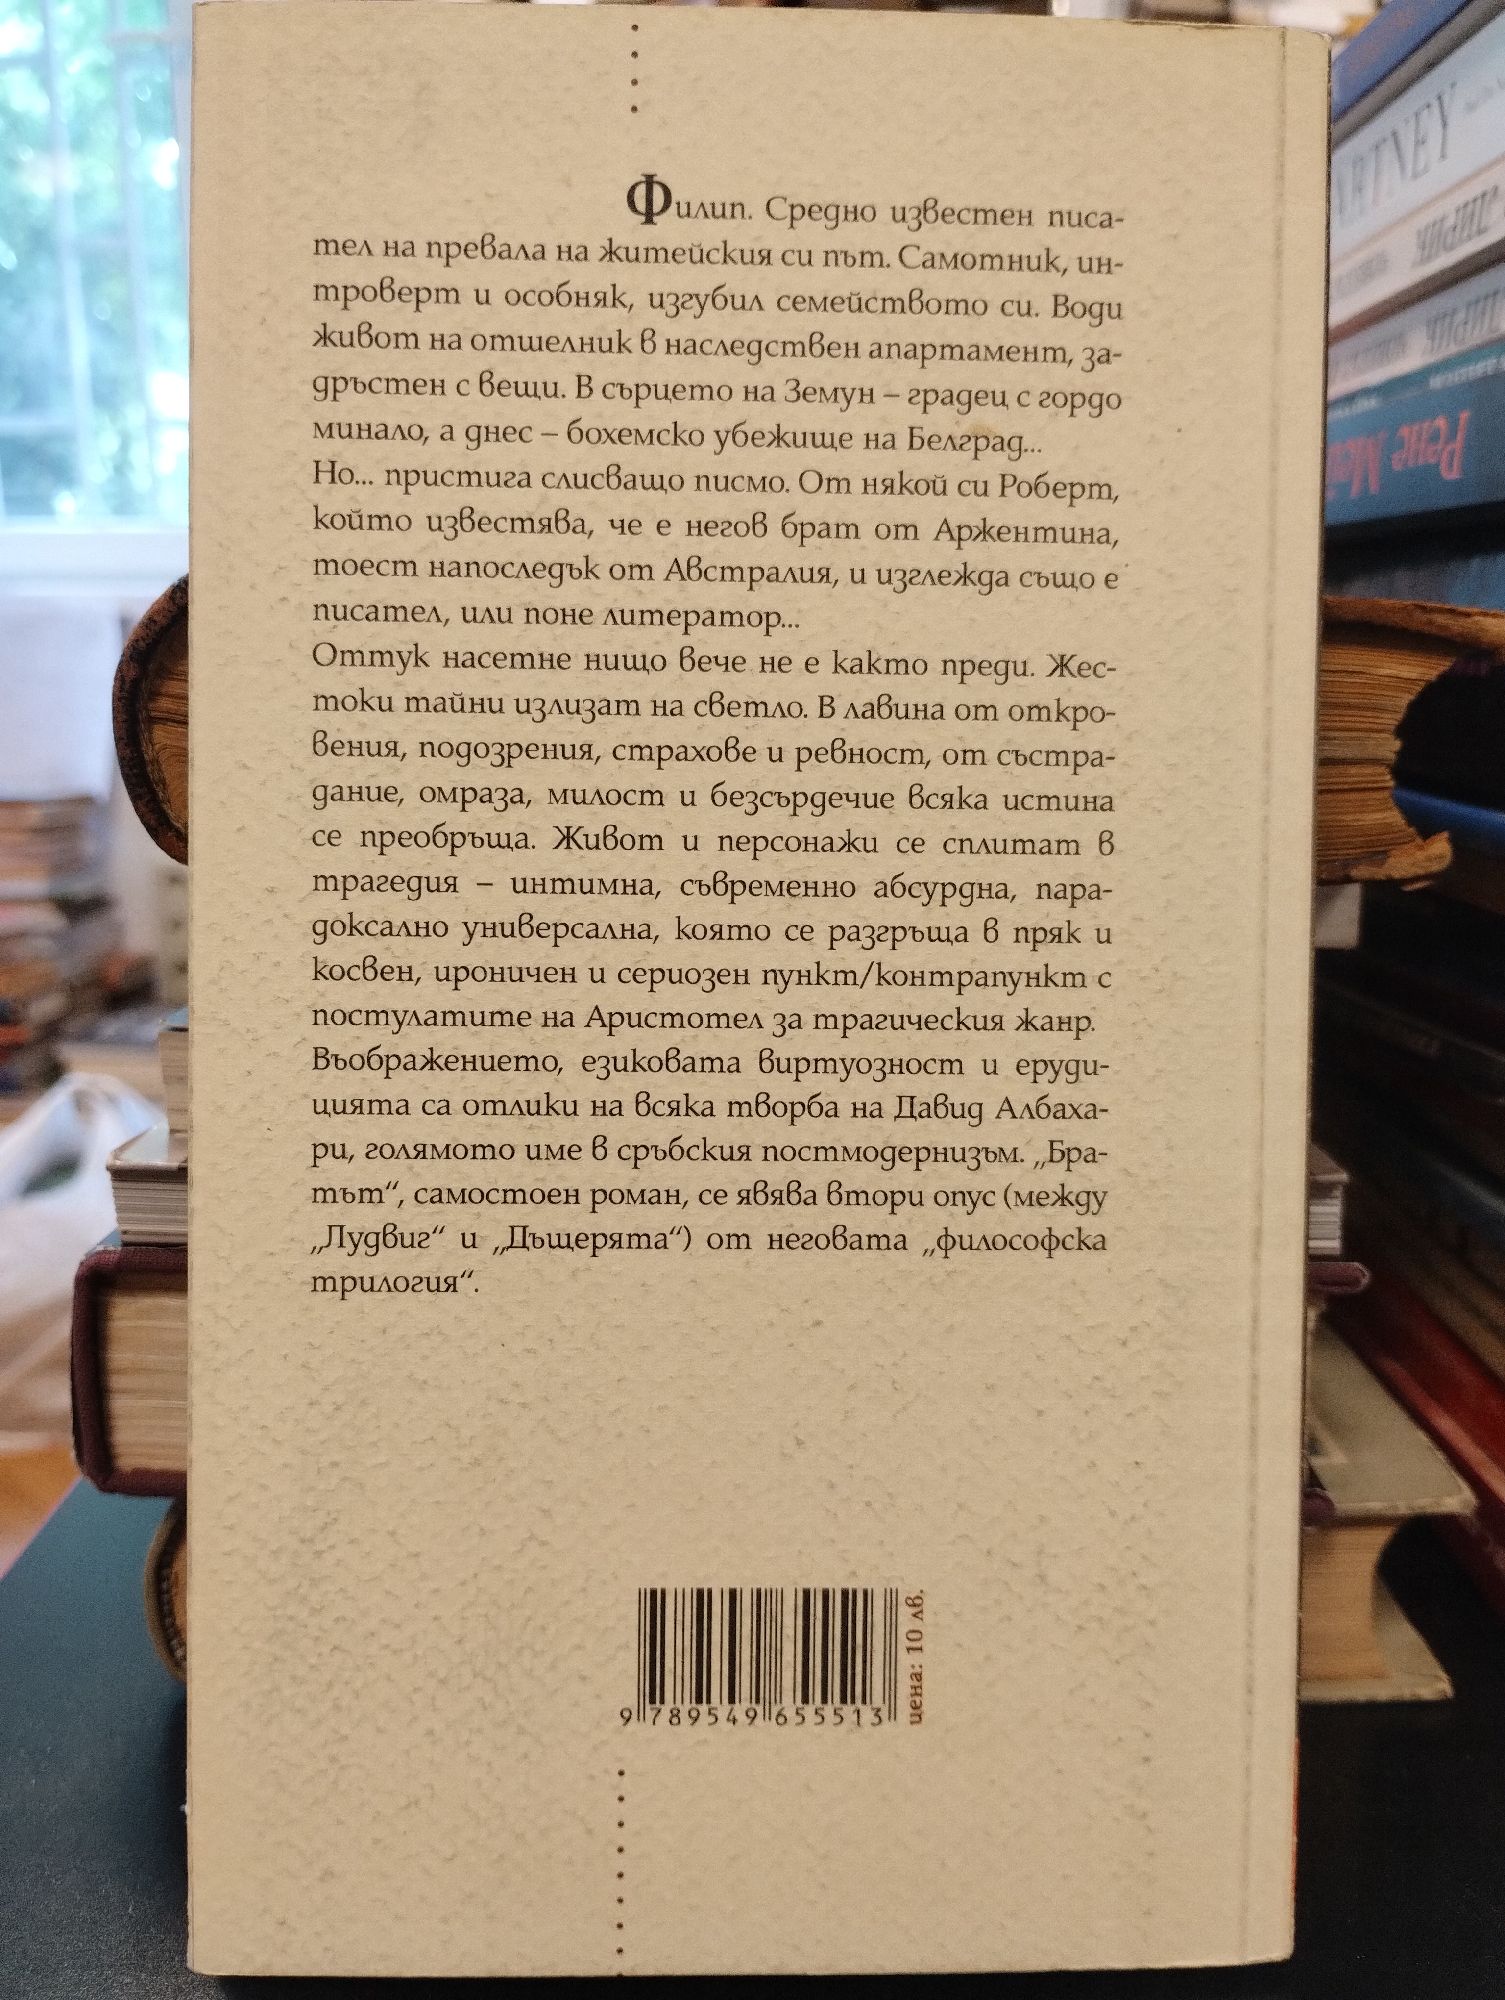 Филип. Средно известен писа-
тел на превала на житейския си път. Самотник, ин-
троверт и особняк, изгубил семейството си. Води
живот на отшелник в наследствен апартамент, за-
дръстен с вещи. В сърцето на Земун – градец с гордо
минало, а днес – бохемско убежище на Белград...
Но... пристига слисващо писмо. От някой си Роберт,
който известява, че е негов брат от Аржентина,
тоест напоследък от Австралия, и изглежда също е
писател, или поне литератор...
Оттук насетне нищо вече не е както преди. Жес-
токи тайни излизат на светло. В лавина от откро-
вения, подозрения, страхове и ревност, от състра-
дание, омраза, милост и безсърдечие всяка истина
се преобръща. Живот и персонажи се сплитат в
трагедия – интимна, съвременно абсурдна, пара-
доксално универсална, която се разгръща в пряк и
косвен, ироничен и сериозен пункт/контрапункт с
постулатите на Аристотел за трагическия жанр.
Въображението, езиковата виртуозност и еруди-
цията са отлики на всяка творба на Давид Албаха-
ри, голямото име в сръбския постмодернизъм. „Бра-
тът“, самостоен роман, се явява втори опус (между
„Лудвиг“ и „Дъщерята“) от неговата „философска
трилогия“.
9 789549 655513
цена: 10 лв.
ARTNEY
Рене